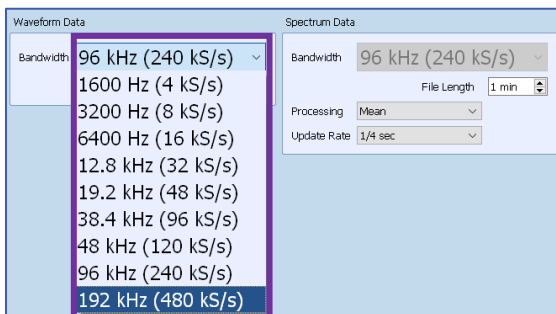 Waveform Data
Bandwidth 96 kHz (240 kS/s)
1600 Hz (4 kS/s)
3200 Hz (8 kS/s)
6400 Hz (16 kS/s)
12.8 kHz (32 kS/s)
19.2 kHz (48 kS/s)
38.4 kHz (96 kS/s)
48 kHz (120 kS/s)
96 kHz (240 kS/s)
192 kHz (480 kS/s)
Spectrum Data
Bandwidth 96 kHz (240 kS/s)
File Length 1 min
Processing Mean
Update Rate 1/4 sec